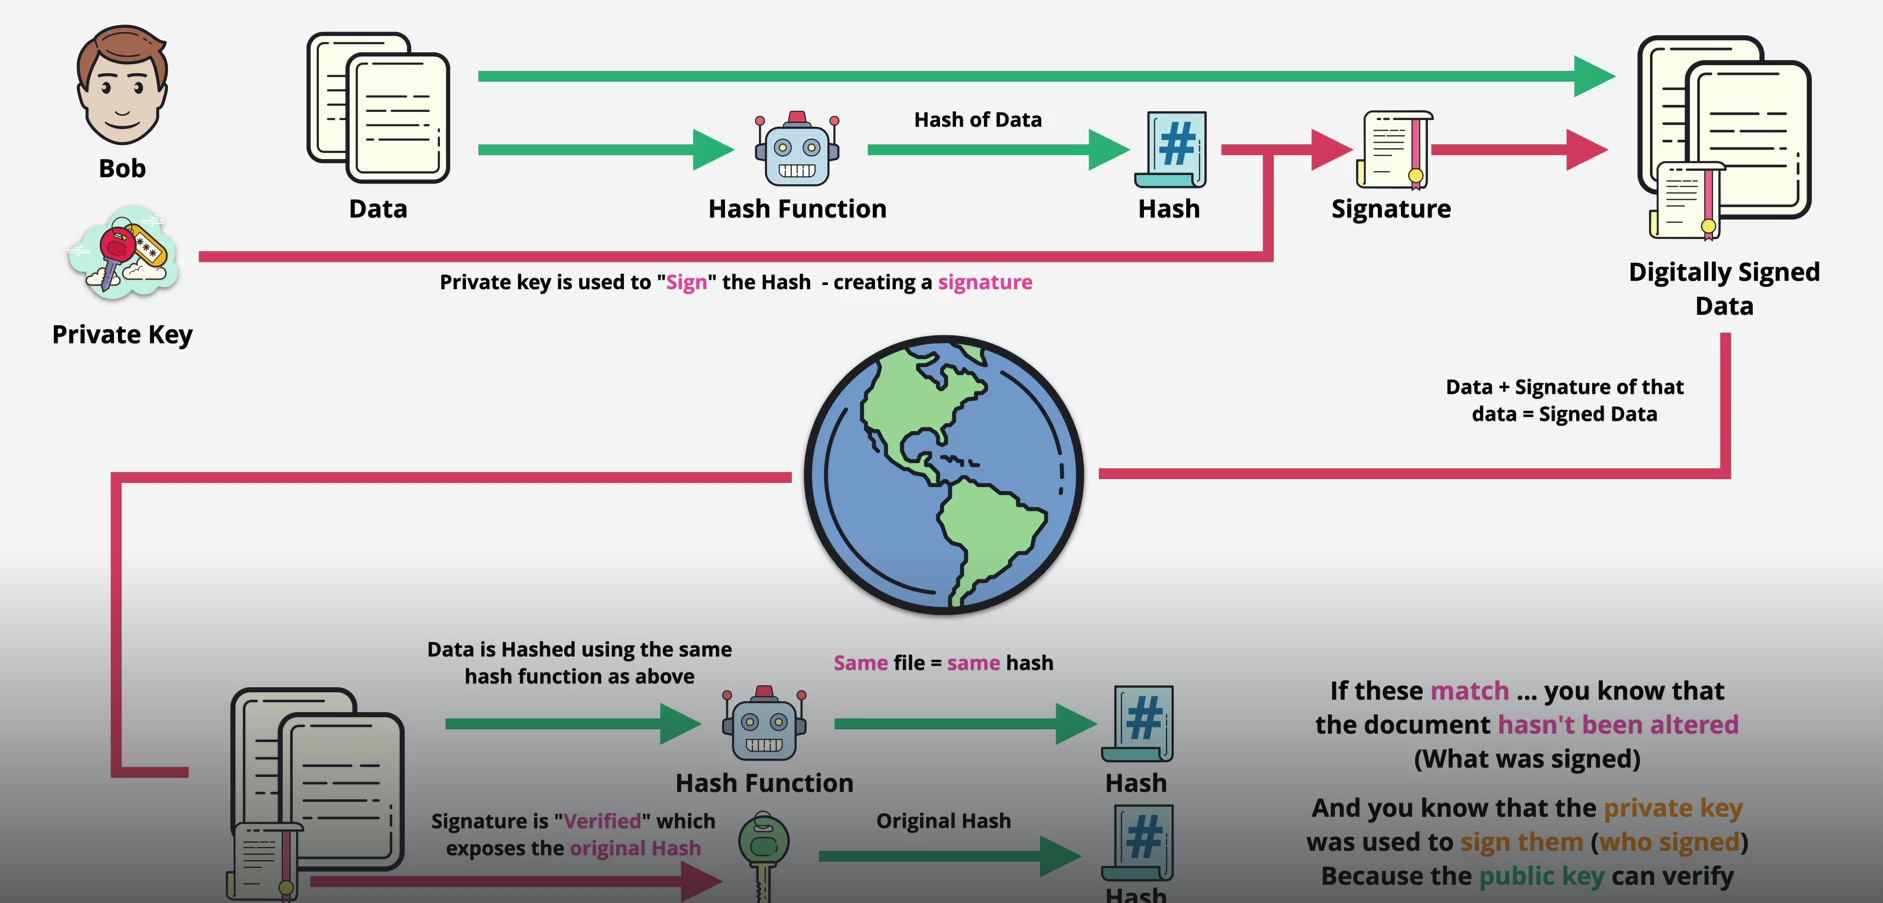 Bob
Data
Hash Function
Hash of Data
#
Hash
Signature
Private key is used to "Sign" the Hash - creating a signature
Private Key
Digitally Signed
Data
Data + Signature of that
data = Signed Data
Data is Hashed using the same
hash function as above
Same file = same hash
#
Hash Function
Hash
If these match ... you know that
the document hasn't been altered
(What was signed)
Signature is "Verified" which
exposes the original Hash
Original Hash
#
Hash
And you know that the private key
was used to sign them (who signed)
Because the public key can verify